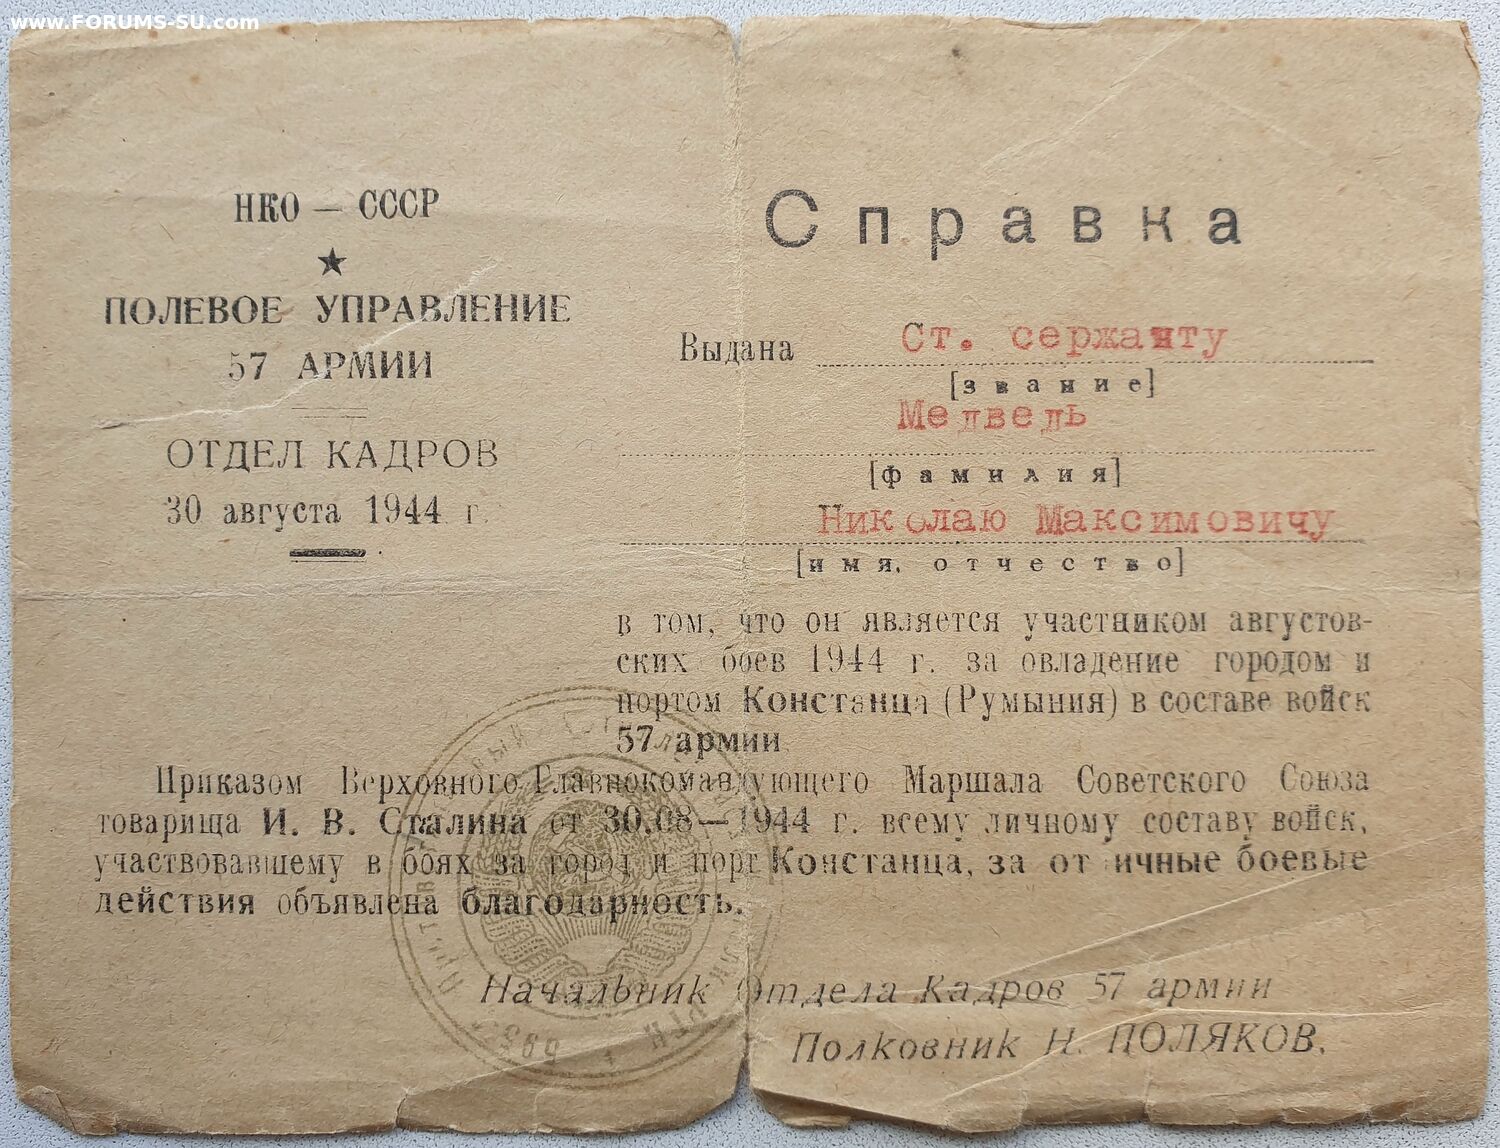 www.FORUMS-SU.com
НКО — СССР
★
ПОЛЕВОЕ УПРАВЛЕНИЕ
57 АРМИИ
ОТДЕЛ КАДРОВ
30 августа 1944 г.
Справка
Выдана Ст. сержанту
[звание]
Медведь
[фамилия]
Николаю Максимовичу
[имя, отчество]
в том, что он является участником августов-
ских боев 1944 г. за овладение городом и
портом Констанца (Румыния) в составе войск
57 армии
Приказом Верховного Главнокомандующего Маршала Советского Союза
товарища И. В. Сталина от 30.08—1944 г. всему личному составу войск,
участвовавшему в боях за город и порт Констанца, за от ичные боевые
действия объявлена благодарность.
Начальник Отдела Кадров 57 армии
Полковник Н. ПОЛЯКОВ.